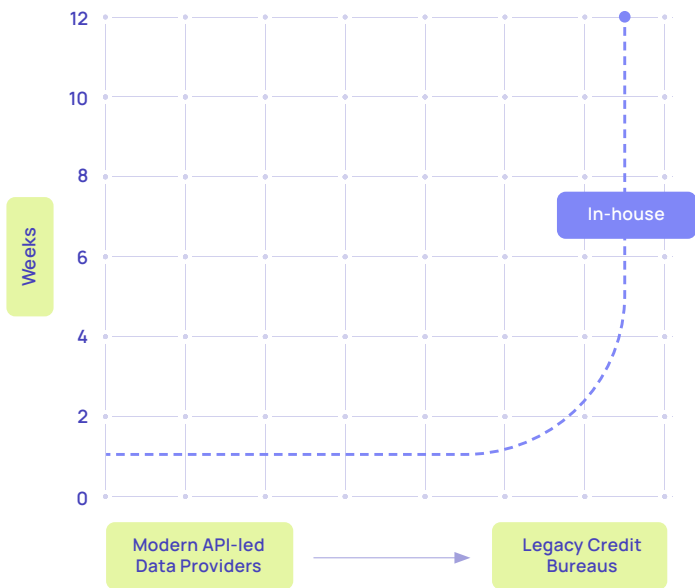 12
10
8
In-house
Weeks
6
4
2
0
Modern API-led
Data Providers
Legacy Credit
Bureaus